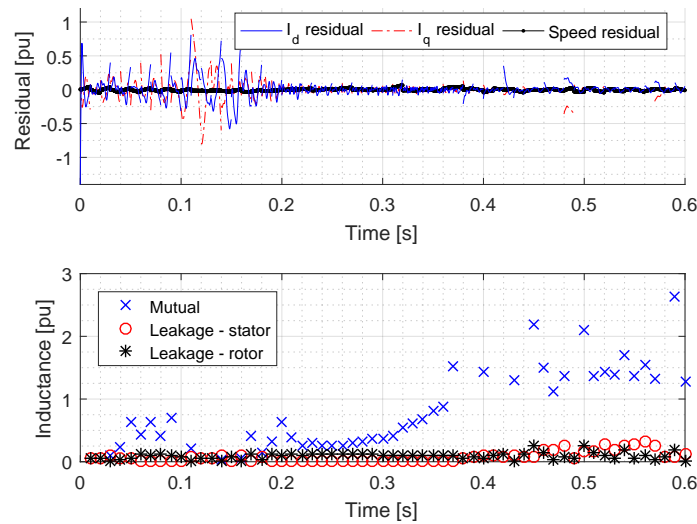 I_d residual
I_q residual
Speed residual
Residual [pu]
1
0.5
0
-0.5
-1
0
0.1
0.2
0.3
0.4
0.5
0.6
Time [s]
Mutual
Leakage - stator
Leakage - rotor
Inductance [pu]
3
2
1
0
0
0.1
0.2
0.3
0.4
0.5
0.6
Time [s]